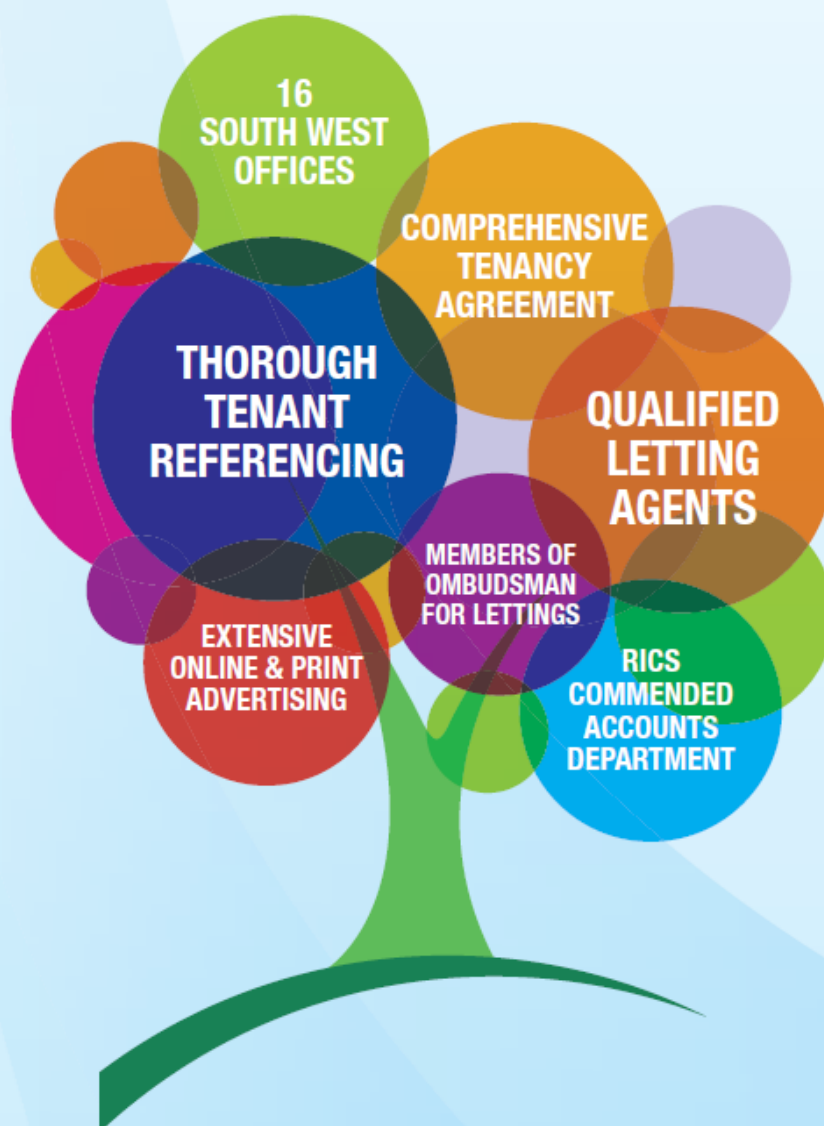 16
SOUTH WEST
OFFICES
COMPREHENSIVE
TENANCY
AGREEMENT
THOROUGH
TENANT
REFERENCING
QUALIFIED
LETTING
AGENTS
MEMBERS OF
OMBUDSMAN
FOR LETTINGS
EXTENSIVE
ONLINE & PRINT
ADVERTISING
RICS
COMMENDED
ACCOUNTS
DEPARTMENT